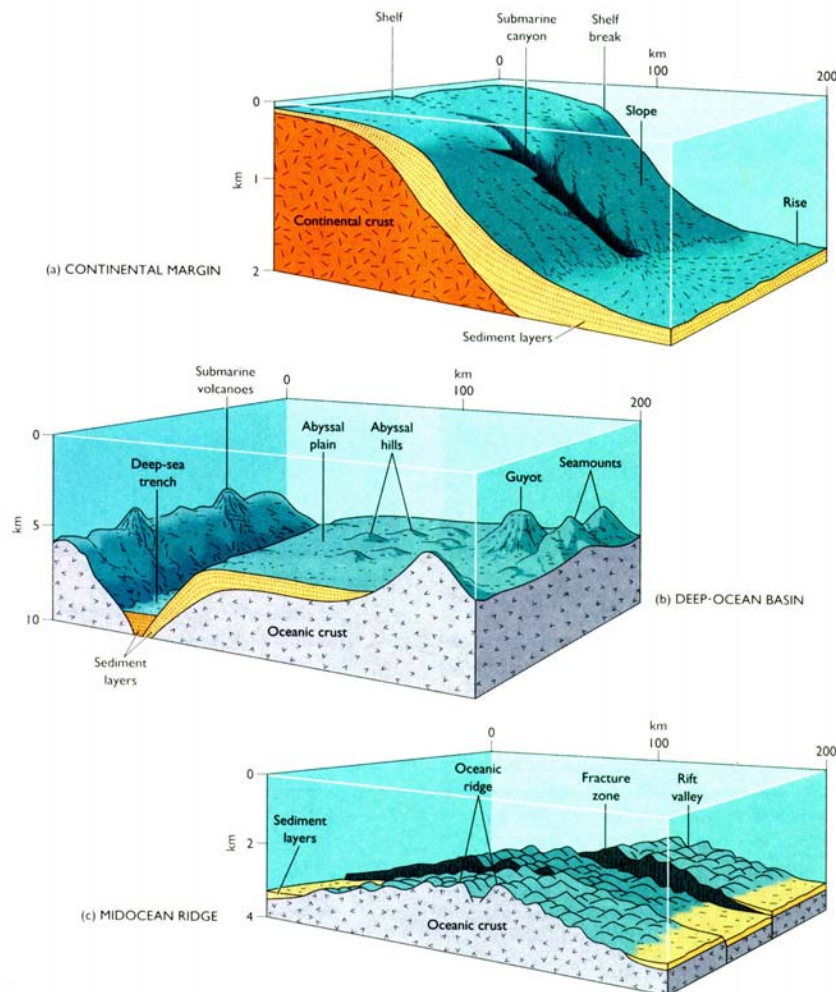 Shelf
Submarine
canyon
Shelf
break
km
0
100
200
Slope
Rise
0
1
km
2
Continental crust
Sediment layers
(a) CONTINENTAL MARGIN
Submarine
volcanoes
km
0
100
200
Abyssal
plain
Abyssal
hills
Deep-sea
trench
Guyot
Seamounts
0
km
5
10
Oceanic crust
Sediment
layers
(b) DEEP-OCEAN BASIN
km
0
100
200
Oceanic
ridge
Fracture
zone
Rift
valley
Sediment
layers
0
km
2
4
Oceanic crust
(c) MIDOCEAN RIDGE